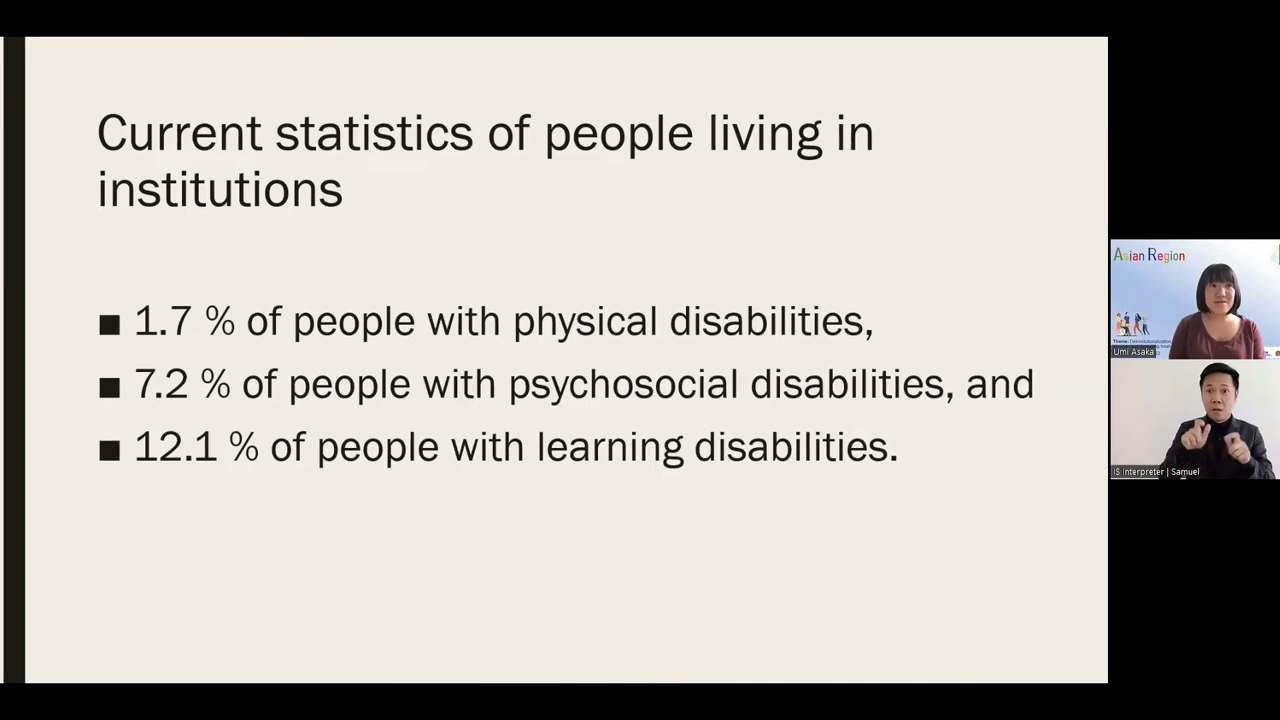 Current statistics of people living in
institutions
■ 1.7 % of people with physical disabilities,
■ 7.2 % of people with psychosocial disabilities, and
■ 12.1 % of people with learning disabilities.
Asian Region
Umi Asaka
IS Interpreter | Samuel